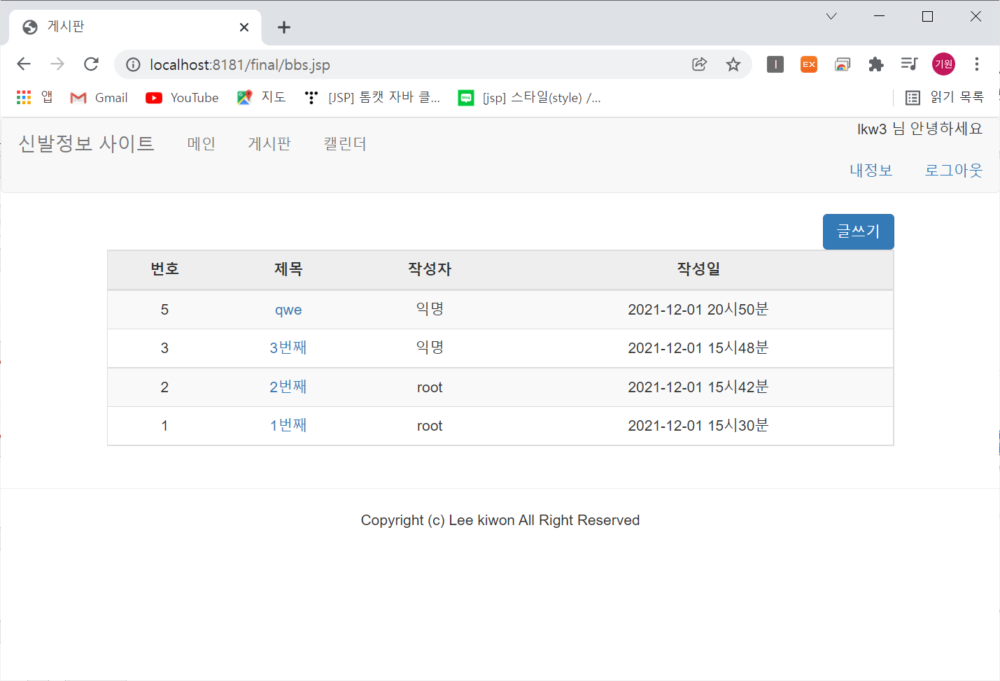 게시판
localhost:8181/final/bbs.jsp
I
EX
기원
앱 Gmail YouTube 지도 [JSP] 톰캣 자바 클... blog [jsp] 스타일(style) /... 읽기 목록
lkw3 님 안녕하세요
신발정보 사이트 메인 게시판 캘린더
내정보 로그아웃
글쓰기
번호 제목 작성자 작성일
5 qwe 익명 2021-12-01 20시50분
3 3번째 익명 2021-12-01 15시48분
2 2번째 root 2021-12-01 15시42분
1 1번째 root 2021-12-01 15시30분
Copyright (c) Lee kiwon All Right Reserved